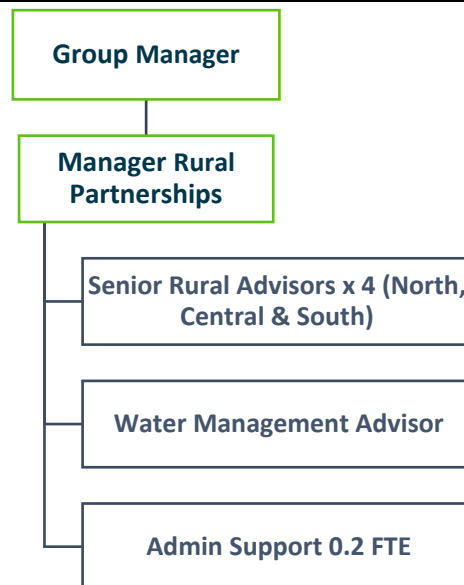 Group Manager
Manager Rural
Partnerships
Senior Rural Advisors x 4 (North,
Central & South)
Water Management Advisor
Admin Support 0.2 FTE